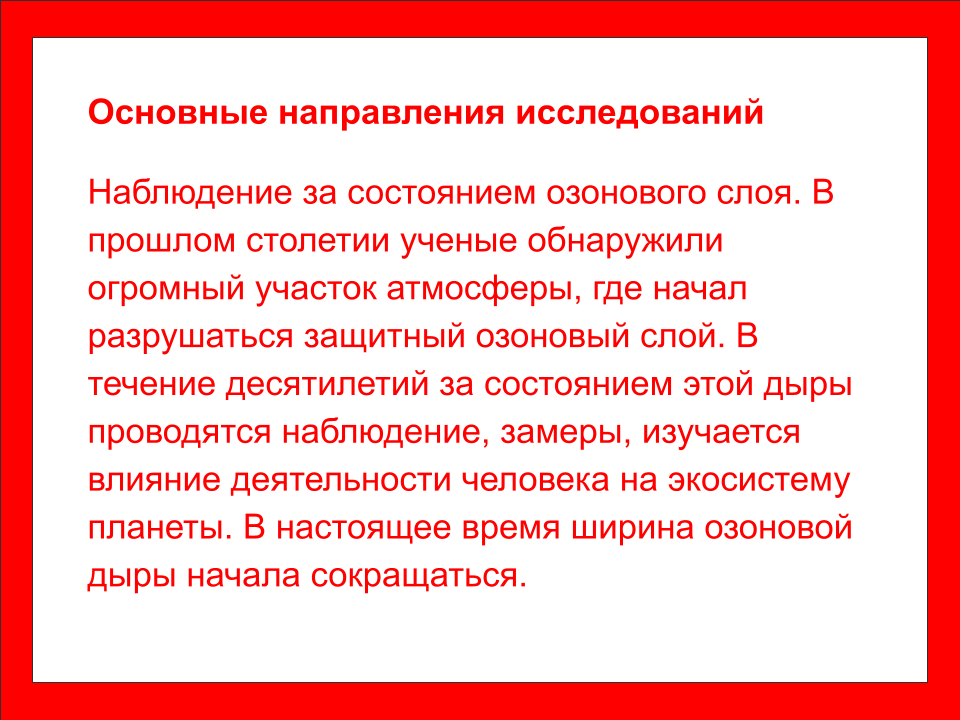 Основные направления исследований
Наблюдение за состоянием озонового слоя. В
прошлом столетии ученые обнаружили
огромный участок атмосферы, где начал
разрушаться защитный озоновый слой. В
течение десятилетий за состоянием этой дыры
проводятся наблюдение, замеры, изучается
влияние деятельности человека на экосистему
планеты. В настоящее время ширина озоновой
дыры начала сокращаться.